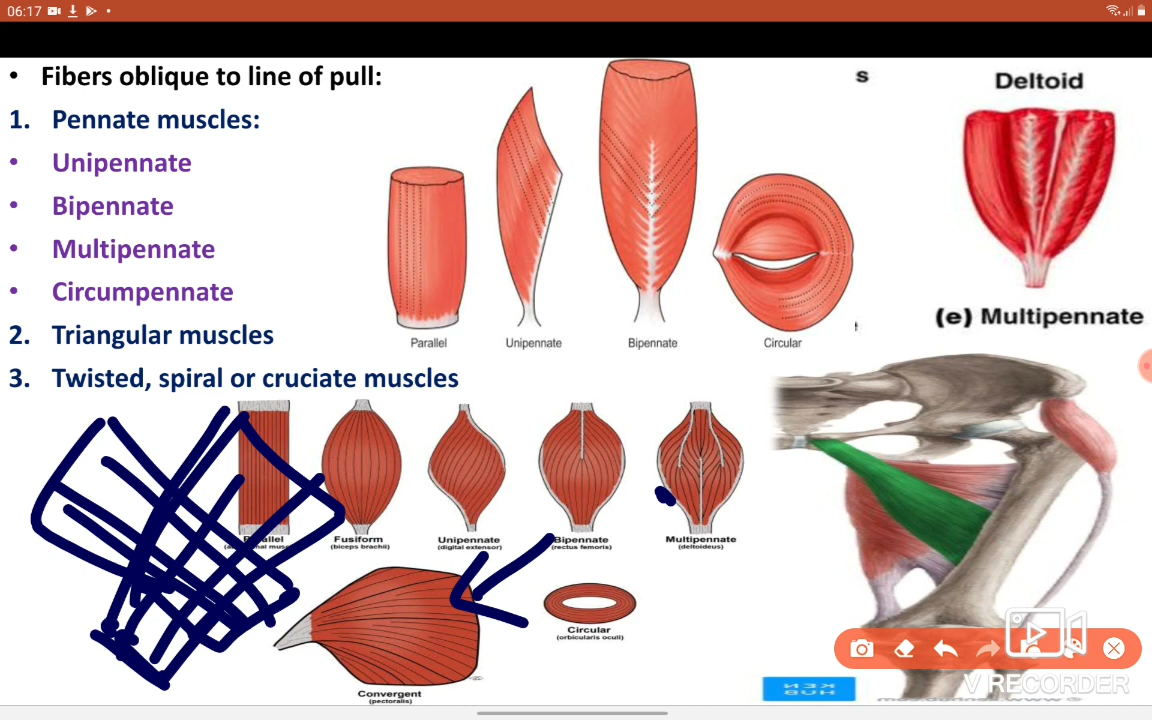 06:17
• Fibers oblique to line of pull:
1. Pennate muscles:
• Unipennate
• Bipennate
• Multipennate
• Circumpennate
2. Triangular muscles
3. Twisted, spiral or cruciate muscles
Parallel
Unipennate
Bipennate
Circular
s
Deltoid
(e) Multipennate
Fusiform
(biceps brachii)
Unipennate
(digital extensor)
Bipennate
(rectus femoris)
Multipennate
(deltoideus)
Convergent
(pectoralis)
Circular
(orbicularis oculi)
V RECORDER